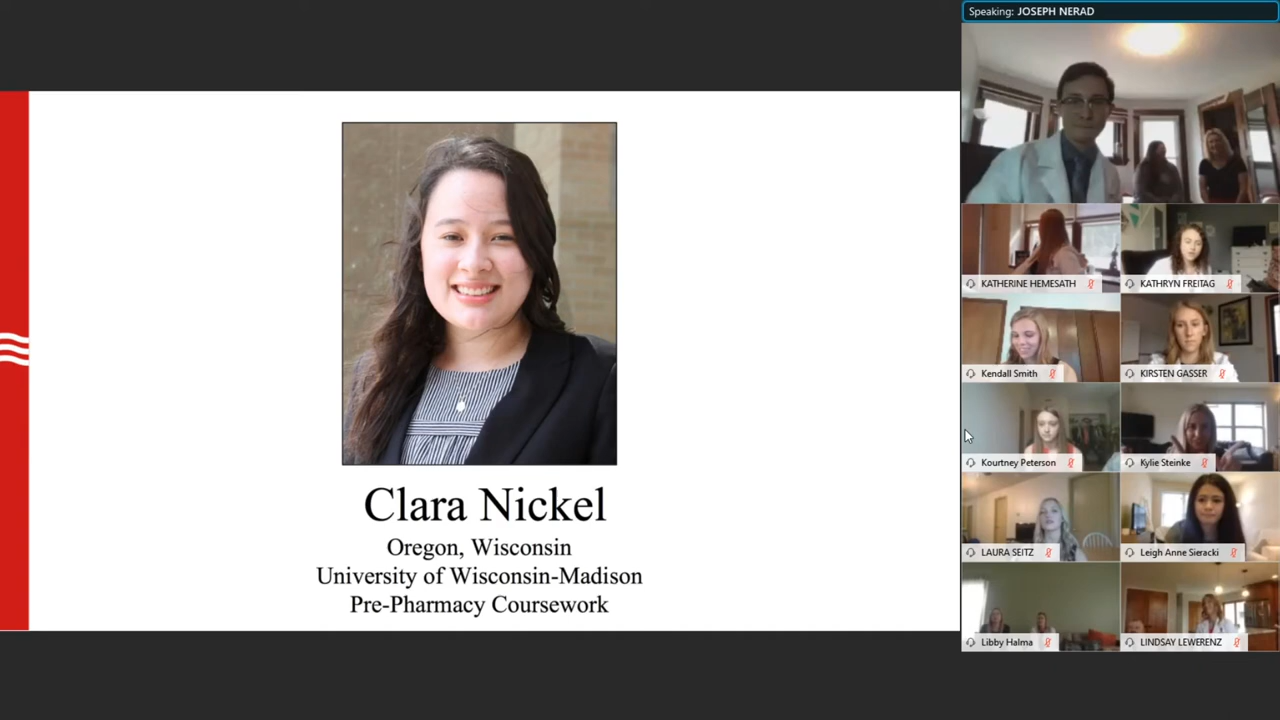 Speaking: JOSEPH NERAD
Clara Nickel
Oregon, Wisconsin
University of Wisconsin-Madison
Pre-Pharmacy Coursework
KATHERINE HEMESATH
KATHRYN FREITAG
Kendall Smith
KIRSTEN GASSER
Kourtney Peterson
Kylie Steinke
LAURA SEITZ
Leigh Anne Sieracki
Libby Halma
LINDSAY LEWERENZ